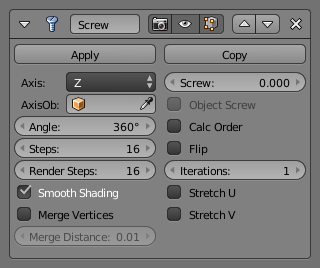 Screw
Apply Copy
Axis: Z Screw: 0.000
AxisOb: Object Screw
Angle: 360° Calc Order
Steps: 16 Flip
Render Steps: 16 Iterations: 1
Smooth Shading Stretch U
Merge Vertices Stretch V
Merge Distance: 0.01